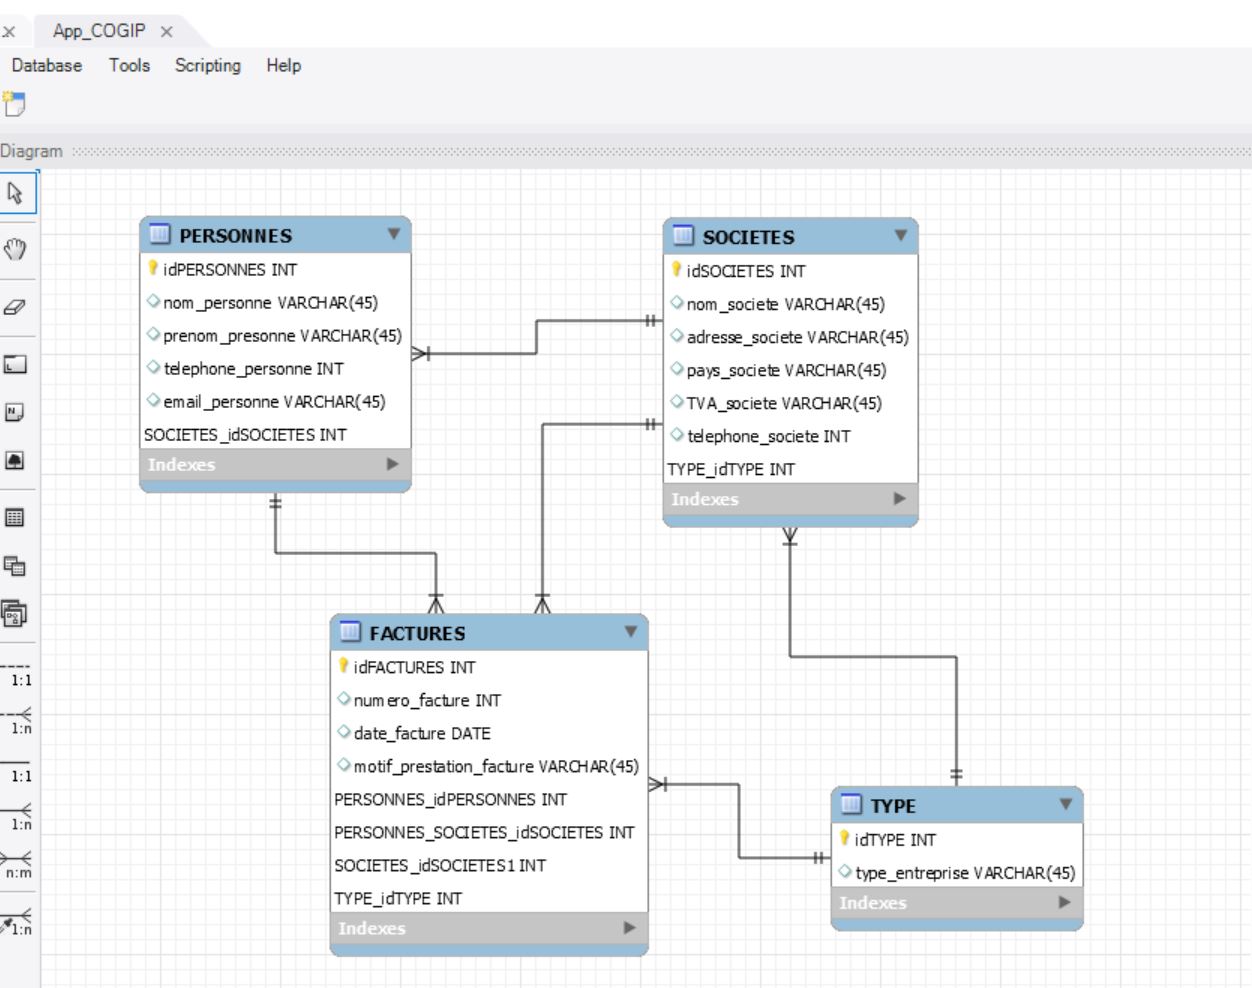 App_COGIP
Database Tools Scripting Help
Diagram
PERSONNES
idPERSONNES INT
nom_personne VARCHAR(45)
prenom_presonne VARCHAR(45)
telephone_personne INT
email_personne VARCHAR(45)
SOCIETES_idSOCIETES INT
Indexes
SOCIETES
idSOCIETES INT
nom_societe VARCHAR(45)
adresse_societe VARCHAR(45)
pays_societe VARCHAR(45)
TVA_societe VARCHAR(45)
telephone_societe INT
TYPE_idTYPE INT
Indexes
FACTURES
idFACTURES INT
numero_facture INT
date_facture DATE
motif_prestation_facture VARCHAR(45)
PERSONNES_idPERSONNES INT
PERSONNES_SOCIETES_idSOCIETES INT
SOCIETES_idSOCIETES1 INT
TYPE_idTYPE INT
Indexes
TYPE
idTYPE INT
type_entreprise VARCHAR(45)
Indexes
1:1
1:n
1:1
1:n
n:m
1:n